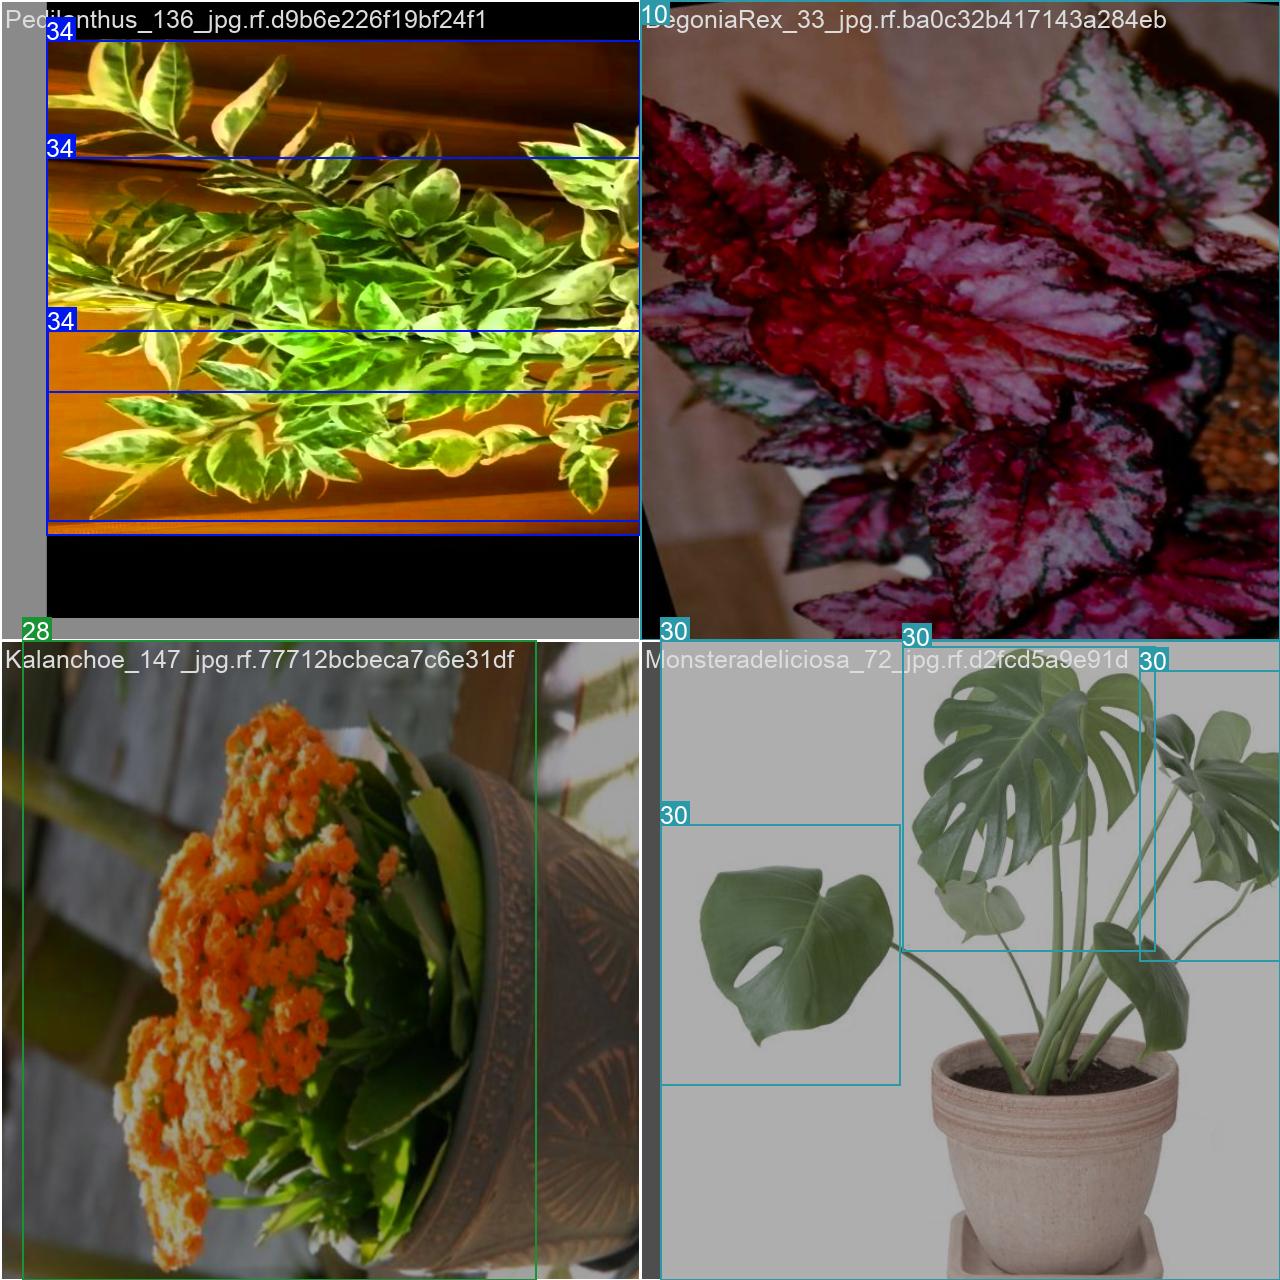 Pedilanthus_136_jpg.rf.d9b6e226f19bf24f1
34
34
34
10
BegoniaRex_33_jpg.rf.ba0c32b417143a284eb
28
Kalanchoe_147_jpg.rf.77712bcbeca7c6e31df
30
30
30
30
Monsteradeliciosa_72_jpg.rf.d2fcd5a9e91d